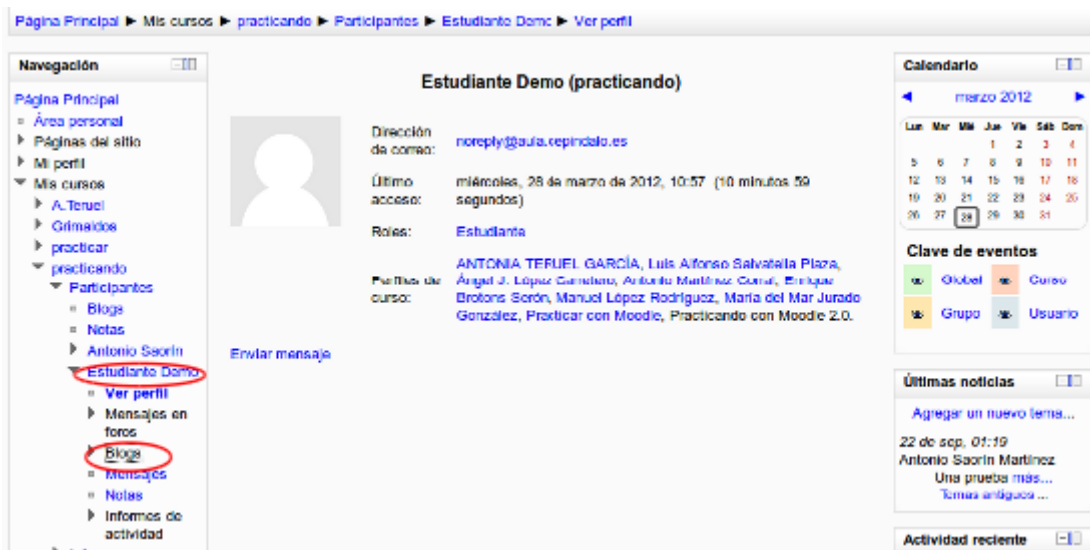 Página Principal ▶ Mis cursos ▶ practicando ▶ Participantes ▶ Estudiante Demo ▶ Ver perfil
Navegación
Página Principal
Área personal
Páginas del sitio
Mi perfil
Mis cursos
A.Teruel
Grimaldos
practicar
practicando
Participantes
Blogs
Notas
Antonio Saorín
Estudiante Demo
Ver perfil
Mensajes en
foros
Blogs
Mensajes
Notas
Informes de
actividad
Estudiante Demo (practicando)
Dirección
de correo:
noreply@aula.cepindalo.es
Último
acceso:
miércoles, 28 de marzo de 2012, 10:57 (10 minutos 59
segundos)
Roles:
Estudiante
Perfiles de
curso:
ANTONIA TERUEL GARCÍA, Luis Alfonso Salvatella Plaza,
Ángel J. López Carretero, Antonio Martínez Corral, Enrique
Brotons Serón, Manuel López Rodríguez, María del Mar Jurado
González, Practicar con Moodle, Practicando con Moodle 2.0.
Enviar mensaje
Calendario
◀ marzo 2012 ▶
Lun Mar Mié Jue Vie Sáb Dom
1 2 3 4
5 6 7 8 9 10 11
12 13 14 15 16 17 18
19 20 21 22 23 24 25
26 27 28 29 30 31
Clave de eventos
Global Curso
Grupo Usuario
Últimas noticias
Agregar un nuevo tema...
22 de sep, 01:19
Antonio Saorín Martínez
Una prueba más...
Temas antiguos ...
Actividad reciente